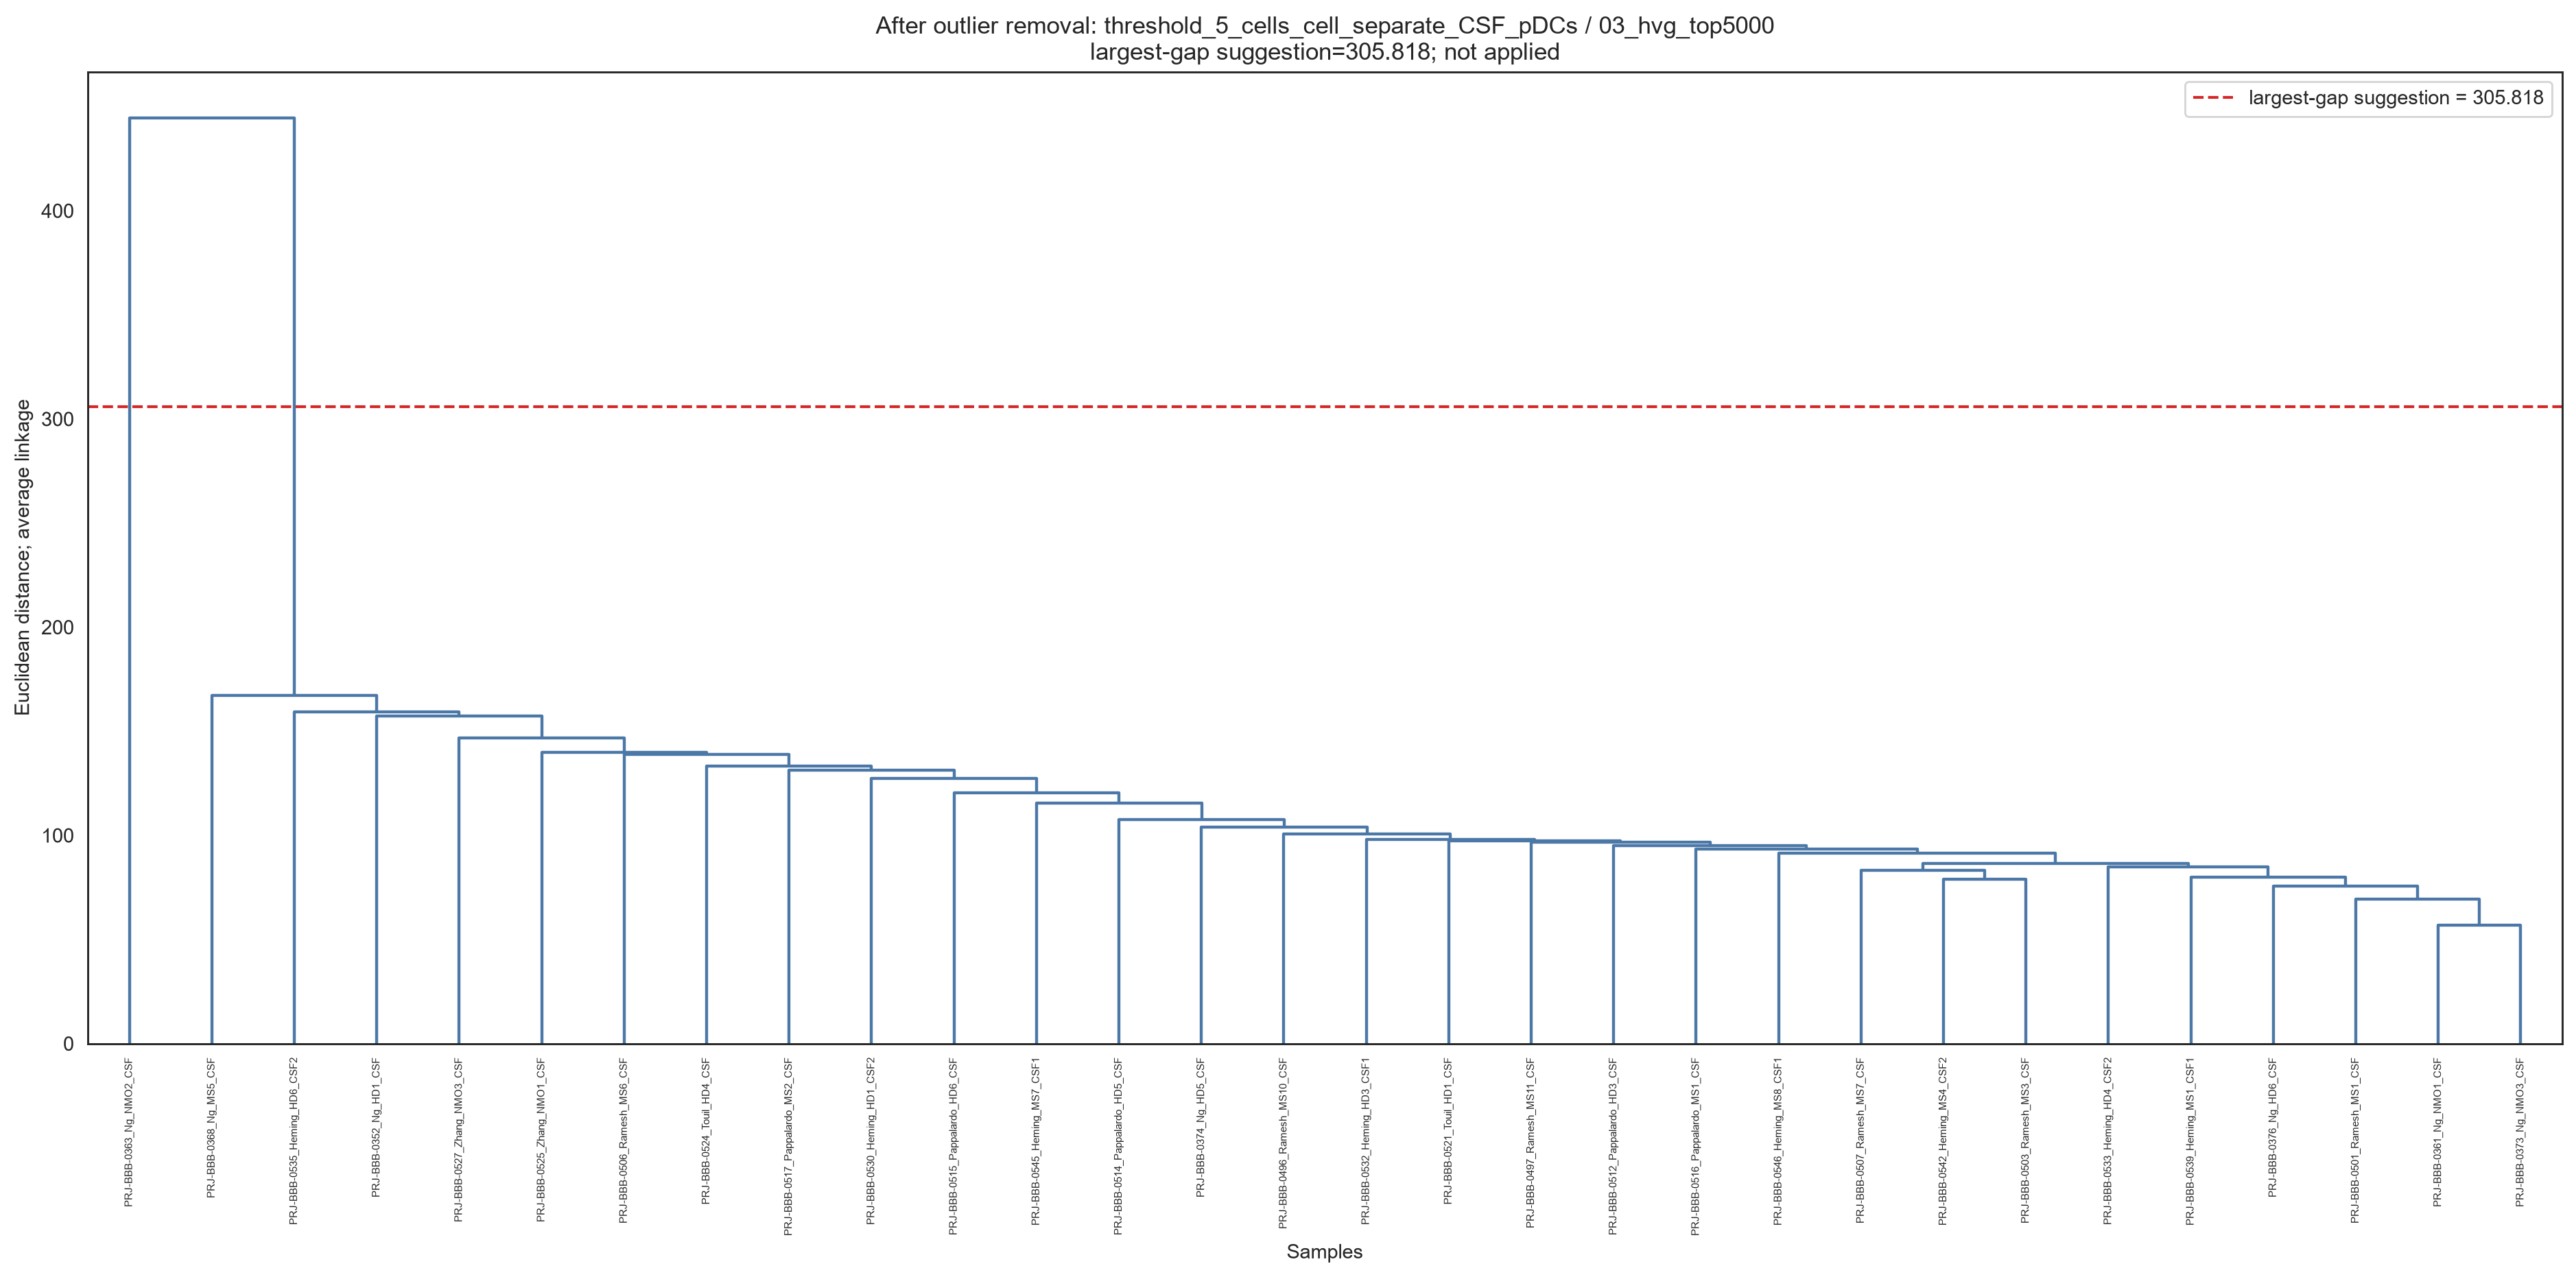 After outlier removal: threshold_5_cells_cell_separate_CSF_pDCs / 03_hvg_top5000
largest-gap suggestion=305.818; not applied
largest-gap suggestion = 305.818
Euclidean distance; average linkage
400
300
200
100
0
PRJ-BBB-0363_Ng_NMO2_CSF
PRJ-BBB-0368_Ng_MS5_CSF
PRJ-BBB-0535_Heming_HD6_CSF2
PRJ-BBB-0352_Ng_HD1_CSF
PRJ-BBB-0527_Zhang_NMO3_CSF
PRJ-BBB-0525_Zhang_NMO1_CSF
PRJ-BBB-0506_Ramesh_MS6_CSF
PRJ-BBB-0524_Touil_HD4_CSF
PRJ-BBB-0517_Pappalardo_MS2_CSF
PRJ-BBB-0530_Heming_HD1_CSF2
PRJ-BBB-0515_Pappalardo_HD6_CSF
PRJ-BBB-0545_Heming_MS7_CSF1
PRJ-BBB-0514_Pappalardo_HD5_CSF
PRJ-BBB-0374_Ng_HD5_CSF
PRJ-BBB-0496_Ramesh_MS10_CSF
PRJ-BBB-0532_Heming_HD3_CSF1
PRJ-BBB-0521_Touil_HD1_CSF
PRJ-BBB-0497_Ramesh_MS11_CSF
PRJ-BBB-0512_Pappalardo_HD3_CSF
PRJ-BBB-0516_Pappalardo_MS1_CSF
PRJ-BBB-0546_Heming_MS8_CSF1
PRJ-BBB-0507_Ramesh_MS7_CSF
PRJ-BBB-0542_Heming_MS4_CSF2
PRJ-BBB-0503_Ramesh_MS3_CSF
PRJ-BBB-0533_Heming_HD4_CSF2
PRJ-BBB-0539_Heming_MS1_CSF1
PRJ-BBB-0376_Ng_HD6_CSF
PRJ-BBB-0501_Ramesh_MS1_CSF
PRJ-BBB-0361_Ng_NMO1_CSF
PRJ-BBB-0373_Ng_NMO3_CSF
Samples